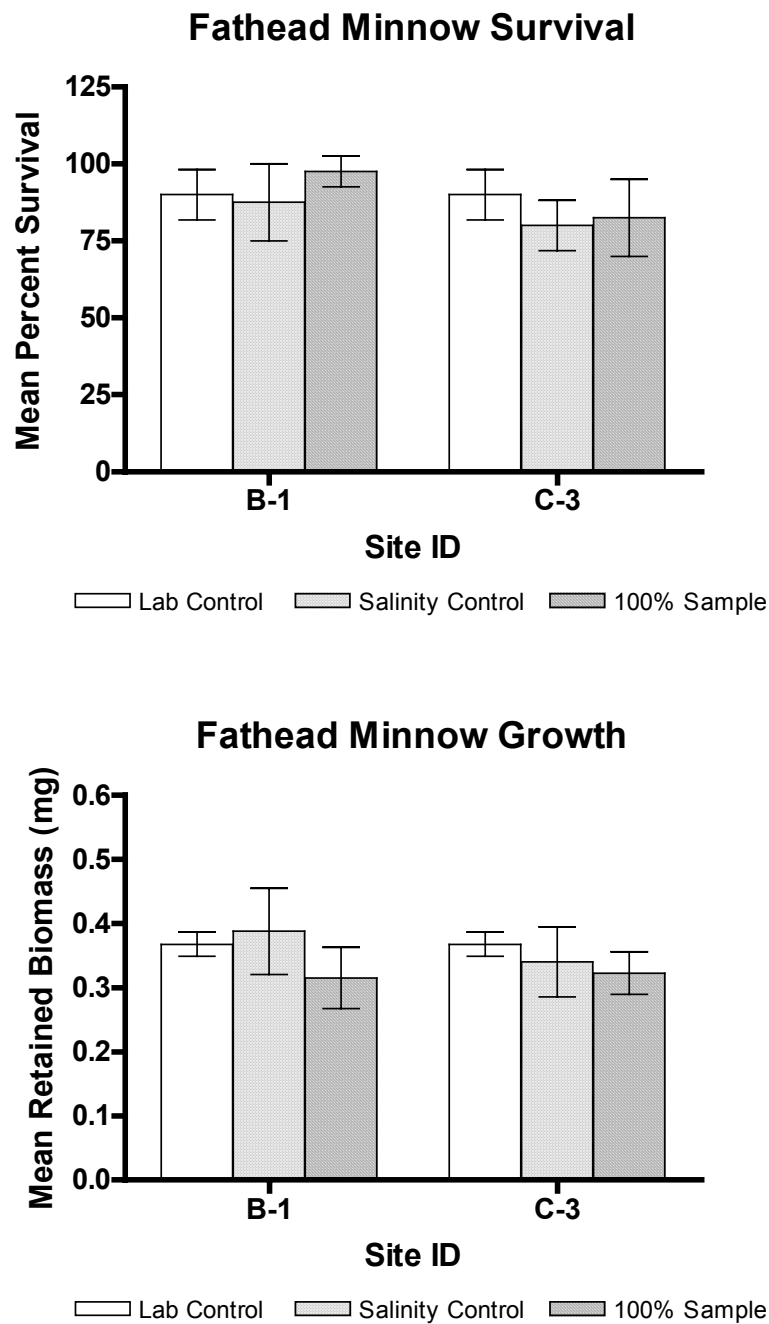 Fathead Minnow Survival
Mean Percent Survival
125
100
75
50
25
0
B-1 C-3
Site ID
Lab Control Salinity Control 100% Sample
Fathead Minnow Growth
Mean Retained Biomass (mg)
0.6
0.5
0.4
0.3
0.2
0.1
0.0
B-1 C-3
Site ID
Lab Control Salinity Control 100% Sample